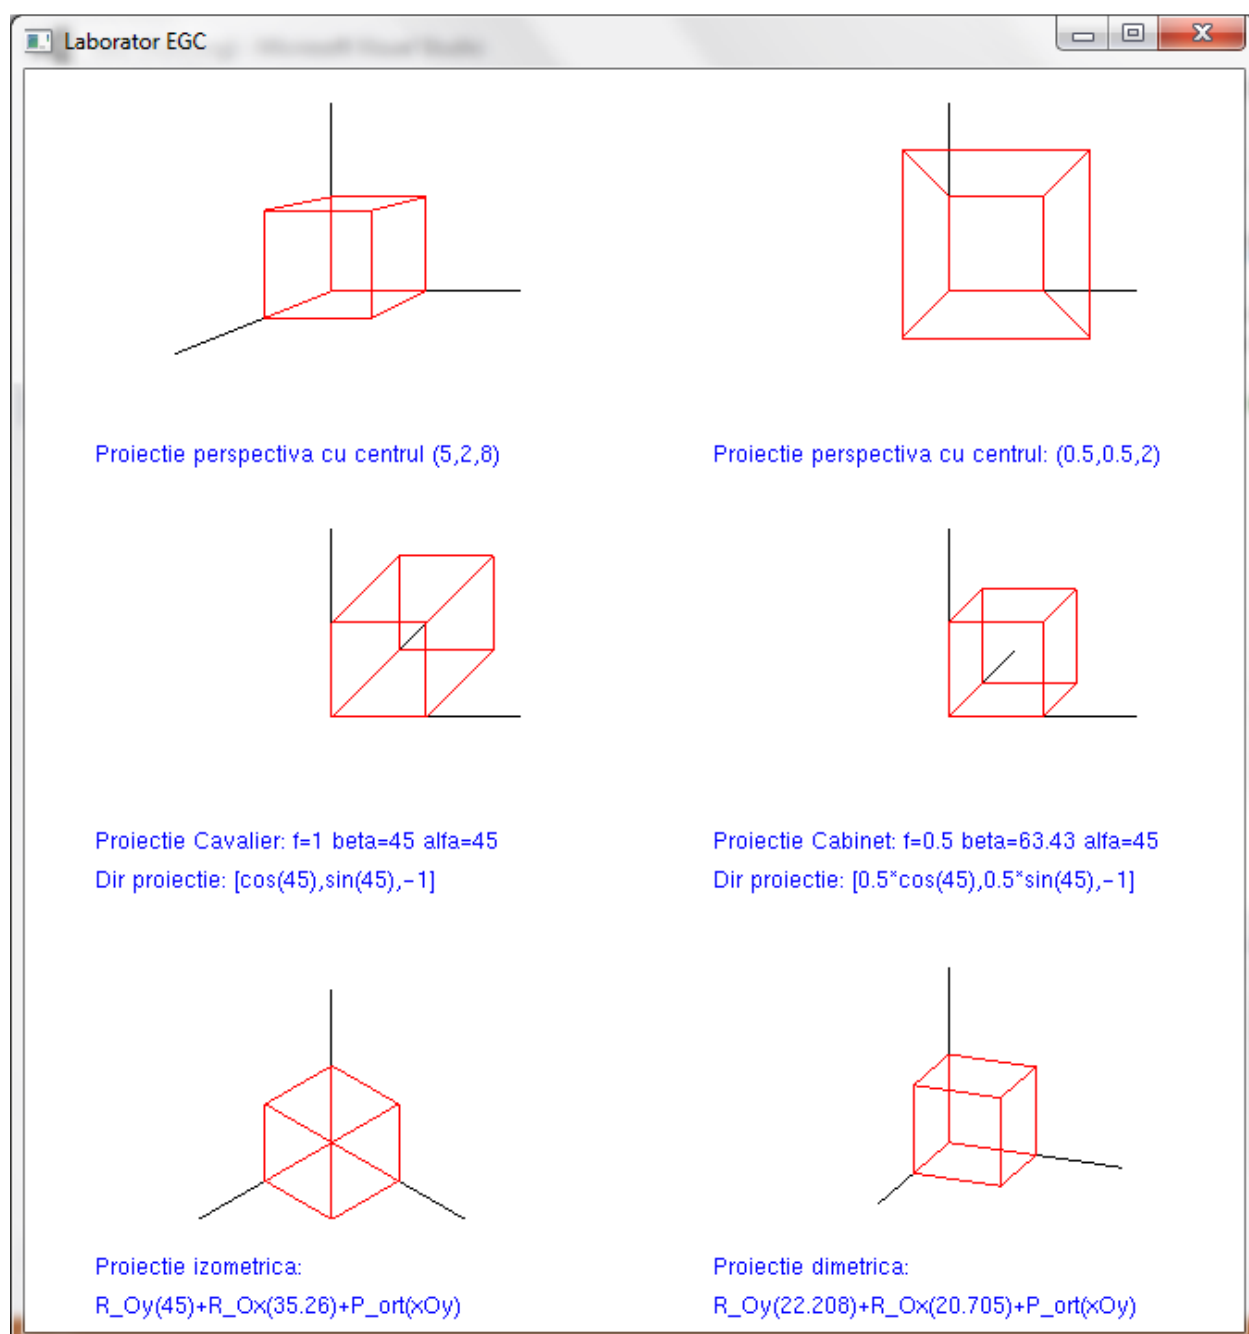 Laborator EGC
Proiectie perspectiva cu centrul (5,2,8)
Proiectie perspectiva cu centrul: (0.5,0.5,2)
Proiectie Cavalier: f=1 beta=45 alfa=45
Dir proiectie: [cos(45),sin(45),-1]
Proiectie Cabinet: f=0.5 beta=63.43 alfa=45
Dir proiectie: [0.5*cos(45),0.5*sin(45),-1]
Proiectie izometrica:
R_Oy(45)+R_Ox(35.26)+P_ort(xOy)
Proiectie dimetrica:
R_Oy(22.208)+R_Ox(20.705)+P_ort(xOy)